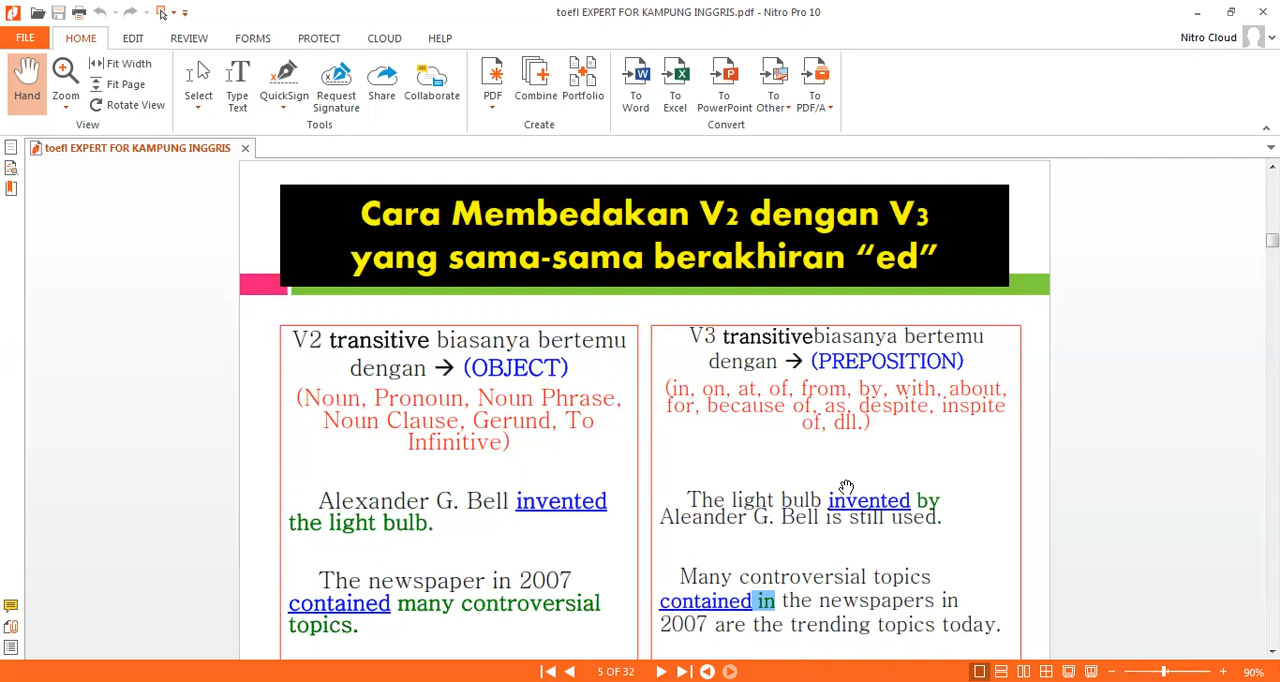 toefl EXPERT FOR KAMPUNG INGGRIS.pdf - Nitro Pro 10
FILE HOME EDIT REVIEW FORMS PROTECT CLOUD HELP
Nitro Cloud
Hand
Zoom
Fit Width
Fit Page
Rotate View
View
Select
Type Text
QuickSign
Request Signature
Share
Collaborate
Tools
PDF
Combine
Portfolio
Create
To Word
To Excel
To PowerPoint
To Other
To PDF/A
Convert
toefl EXPERT FOR KAMPUNG INGGRIS
Cara Membedakan V2 dengan V3
yang sama-sama berakhiran “ed”
V2 transitive biasanya bertemu
dengan → (OBJECT)
(Noun, Pronoun, Noun Phrase,
Noun Clause, Gerund, To
Infinitive)
Alexander G. Bell invented
the light bulb.
The newspaper in 2007
contained many controversial
topics.
V3 transitivebiasanya bertemu
dengan → (PREPOSITION)
(in, on, at, of, from, by, with, about,
for, because of, as, despite, inspite
of, dll.)
The light bulb invented by
Aleander G. Bell is still used.
Many controversial topics
contained in the newspapers in
2007 are the trending topics today.
5 OF 32
90%